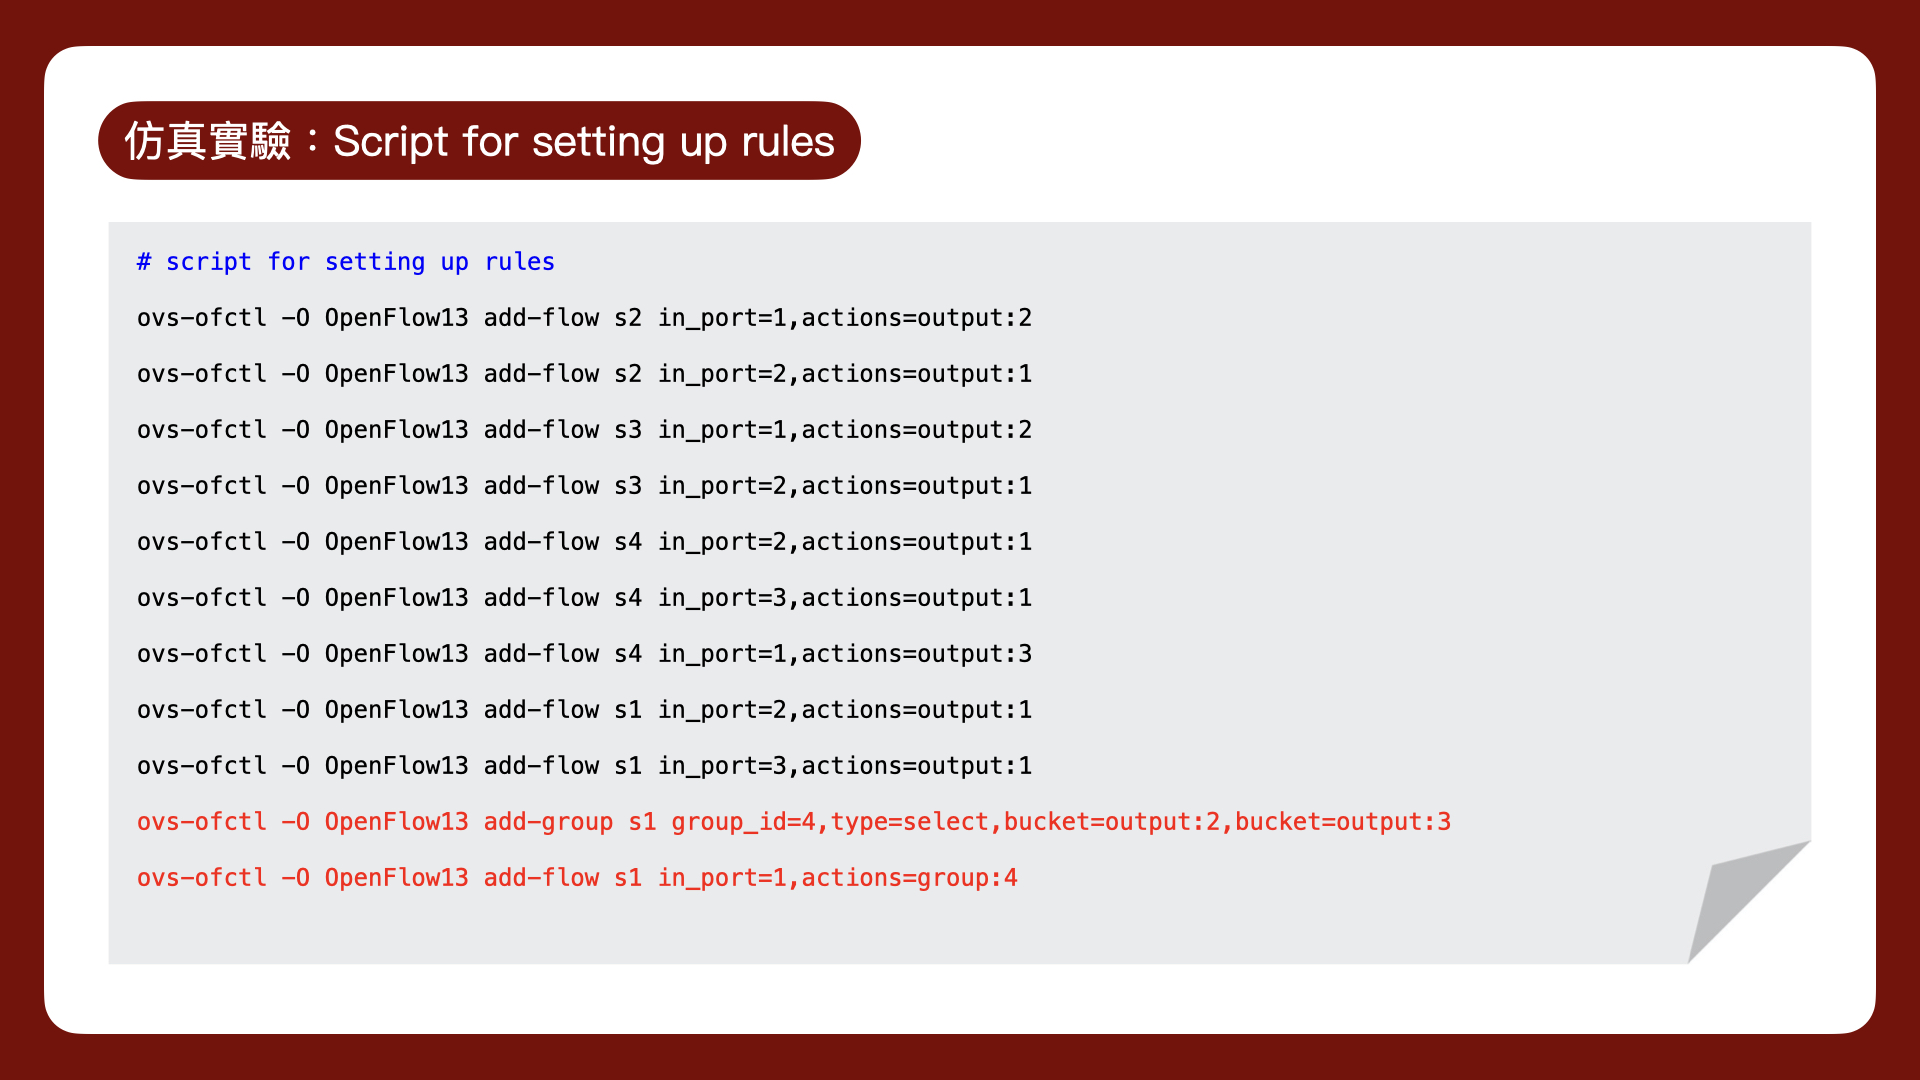 仿真實驗：Script for setting up rules
# script for setting up rules
ovs-ofctl -O OpenFlow13 add-flow s2 in_port=1,actions=output:2
ovs-ofctl -O OpenFlow13 add-flow s2 in_port=2,actions=output:1
ovs-ofctl -O OpenFlow13 add-flow s3 in_port=1,actions=output:2
ovs-ofctl -O OpenFlow13 add-flow s3 in_port=2,actions=output:1
ovs-ofctl -O OpenFlow13 add-flow s4 in_port=2,actions=output:1
ovs-ofctl -O OpenFlow13 add-flow s4 in_port=3,actions=output:1
ovs-ofctl -O OpenFlow13 add-flow s4 in_port=1,actions=output:3
ovs-ofctl -O OpenFlow13 add-flow s1 in_port=2,actions=output:1
ovs-ofctl -O OpenFlow13 add-flow s1 in_port=3,actions=output:1
ovs-ofctl -O OpenFlow13 add-group s1 group_id=4,type=select,bucket=output:2,bucket=output:3
ovs-ofctl -O OpenFlow13 add-flow s1 in_port=1,actions=group:4